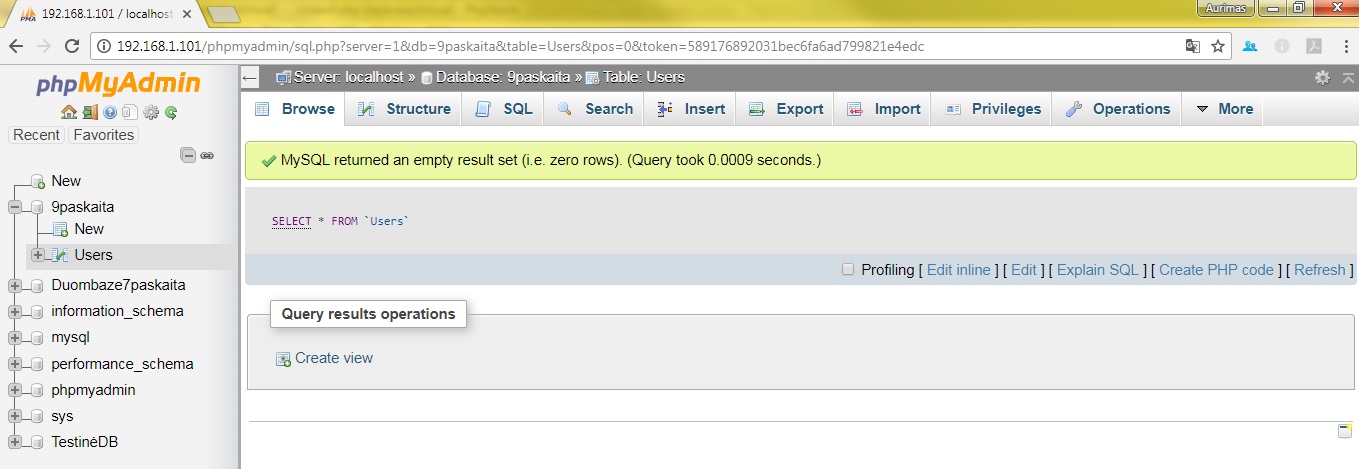 192.168.1.101 / localhost
Aurimas
192.168.1.101/phpmyadmin/sql.php?server=1&db=9paskaita&table=Users&pos=0&token=589176892031bec6fa6ad799821e4edc
phpMyAdmin
Recent Favorites
New
9paskaita
New
Users
Duombaze7paskaita
information_schema
mysql
performance_schema
phpmyadmin
sys
TestinėDB
Server: localhost » Database: 9paskaita » Table: Users
Browse Structure SQL Search Insert Export Import Privileges Operations More
MySQL returned an empty result set (i.e. zero rows). (Query took 0.0009 seconds.)
SELECT * FROM `Users`
Profiling [ Edit inline ] [ Edit ] [ Explain SQL ] [ Create PHP code ] [ Refresh ]
Query results operations
Create view